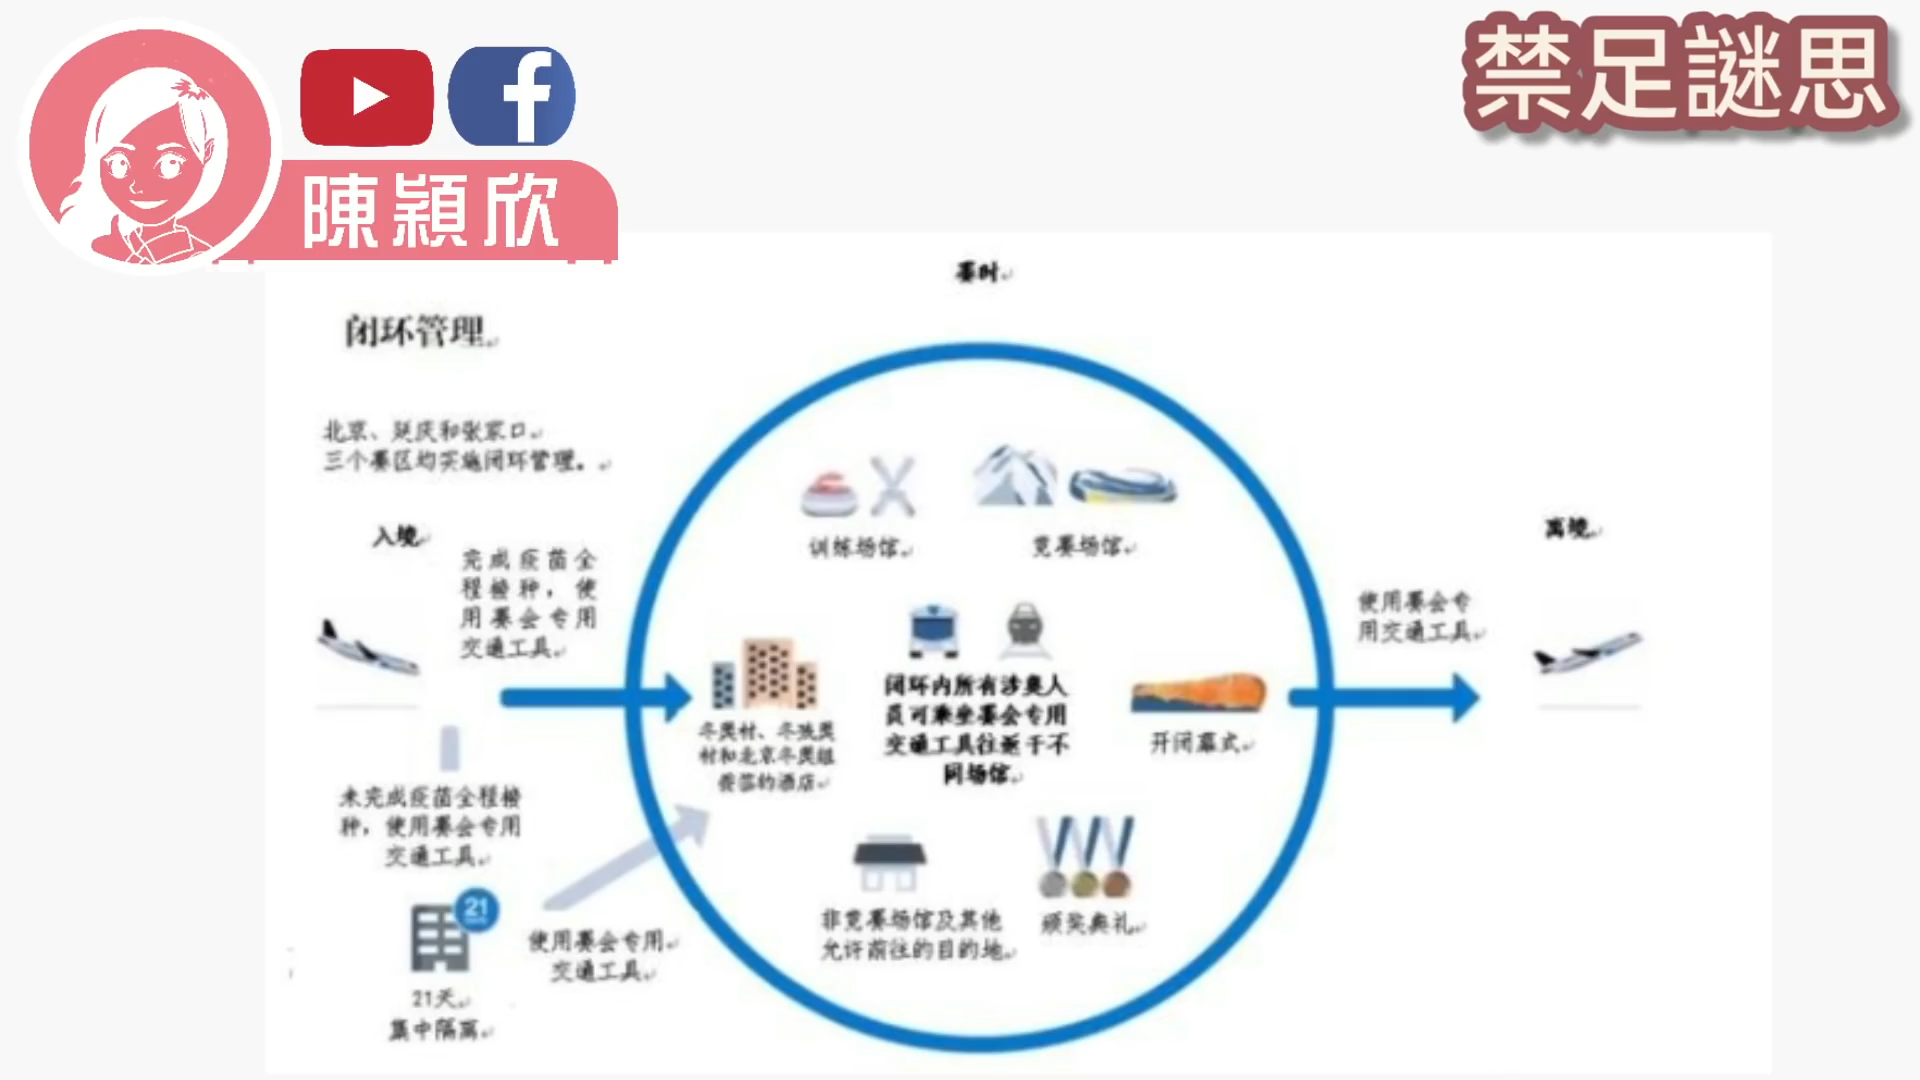 禁足謎思
陳穎欣
赛时
闭环管理
北京、延庆和张家口
三个赛区均实施闭环管理。
入境
完成疫苗全
程接种，使
用赛会专用
交通工具
未完成疫苗全程接
种，使用赛会专用
交通工具
21
21天
集中隔离
使用赛会专用
交通工具
训练场馆
竞赛场馆
冬奥村、冬残奥
村和北京冬奥组
委签约酒店
闭环内所有涉奥人
员可乘坐赛会专用
交通工具往返于不
同场馆
开闭幕式
非竞赛场馆及其他
允许前往的目的地
颁奖典礼
使用赛会专
用交通工具
离境